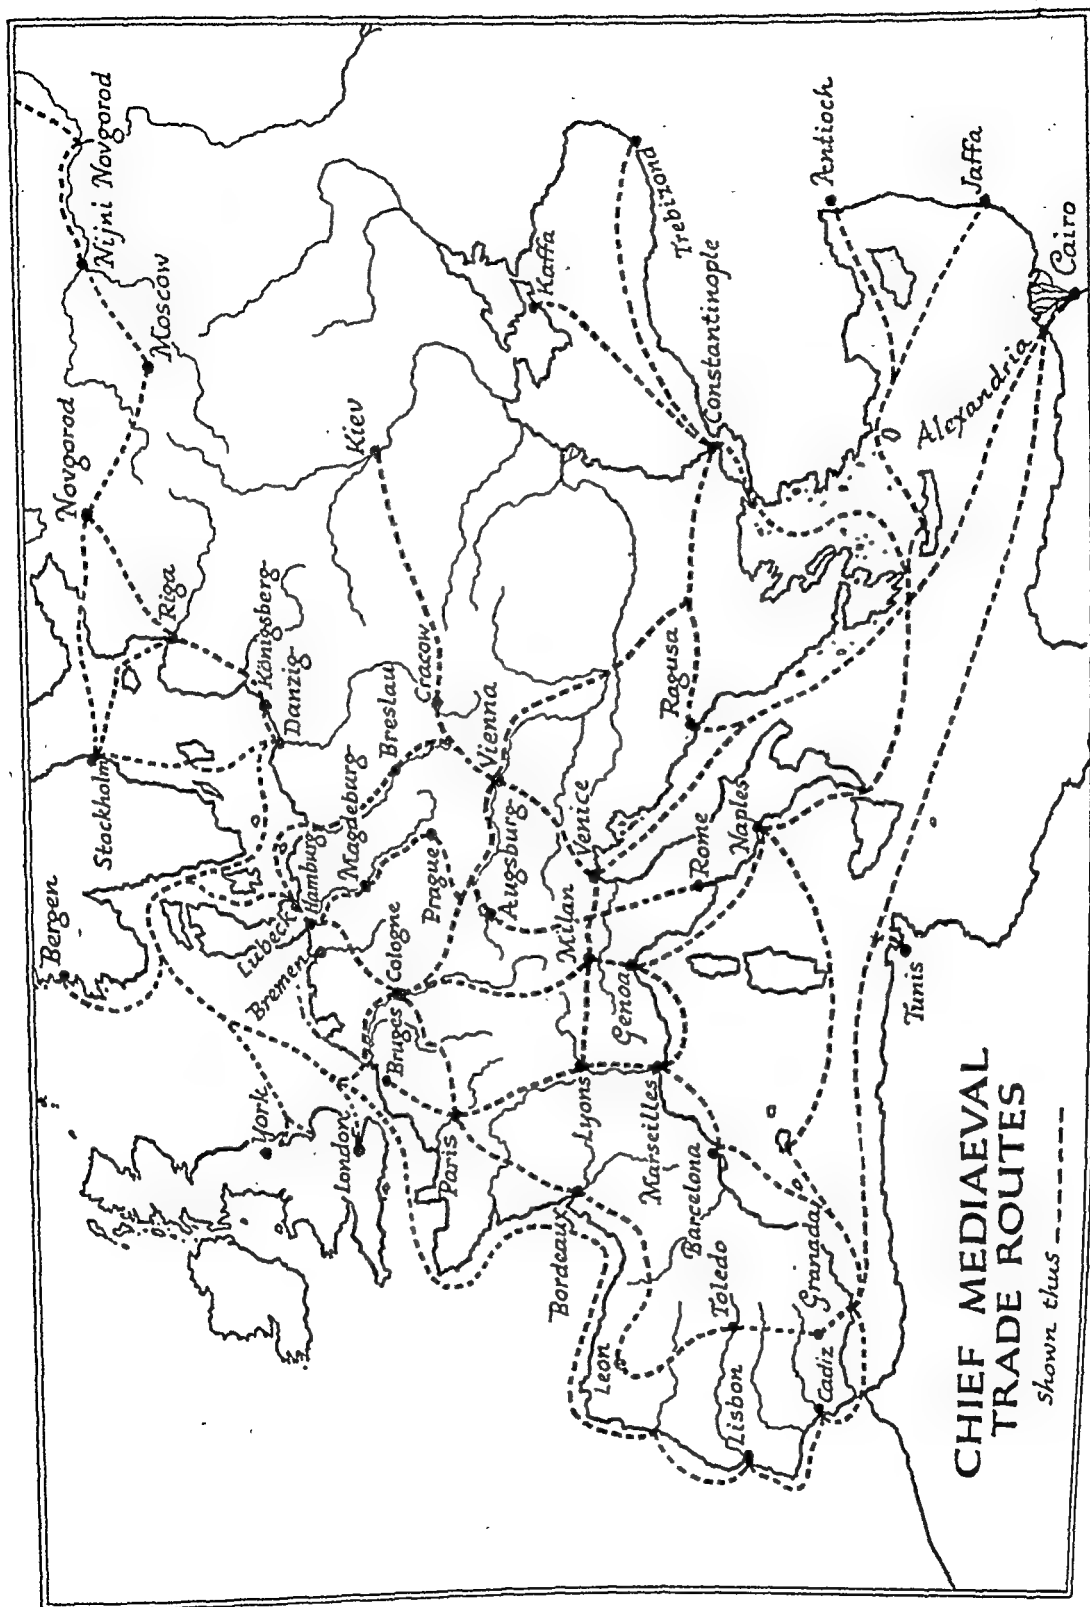 CHIEF MEDIAEVAL
TRADE ROUTES
Shown thus
Bergen
Stockholm
Novgorod
Nijni Novgorod
Moscow
Riga
Königsberg
Danzig
York
London
Lübeck
Hamburg
Bremen
Magdeburg
Breslau
Cracow
Kiev
Bruges
Cologne
Prague
Paris
Augsburg
Vienna
Kaffa
Trebizond
Constantinople
Bordeaux
Lyons
Milan
Venice
Genoa
Marseilles
Ragusa
Rome
Naples
Leon
Barcelona
Toledo
Lisbon
Granada
Cadiz
Tunis
Antioch
Jaffa
Alexandria
Cairo